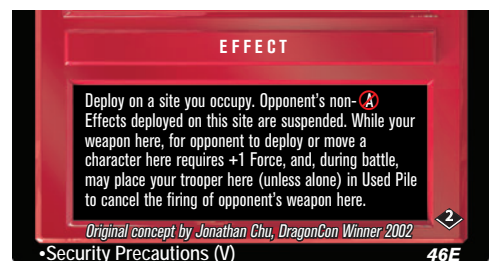 EFFECT
Deploy on a site you occupy. Opponent's non-Ⓐ
Effects deployed on this site are suspended. While your
weapon here, for opponent to deploy or move a
character here requires +1 Force, and, during battle,
may place your trooper here (unless alone) in Used Pile
to cancel the firing of opponent's weapon here.
2
Original concept by Jonathan Chu, DragonCon Winner 2002
•Security Precautions (V) 46E